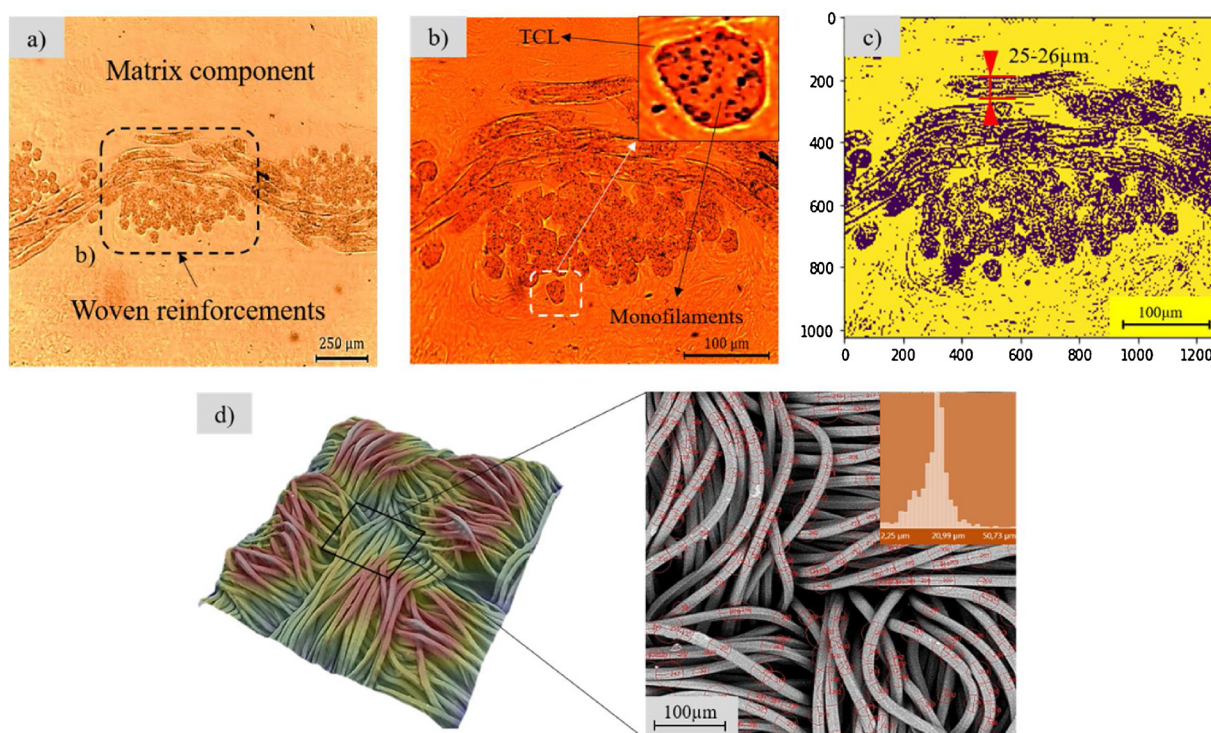 a)
Matrix component
b)
Woven reinforcements
250 µm
b)
TCL
Monofilaments
100 µm
c)
25-26µm
0
200
400
600
800
1000
0
200
400
600
800
1000
1200
100µm
d)
2,25 µm
20,99 µm
50,73 µm
100µm